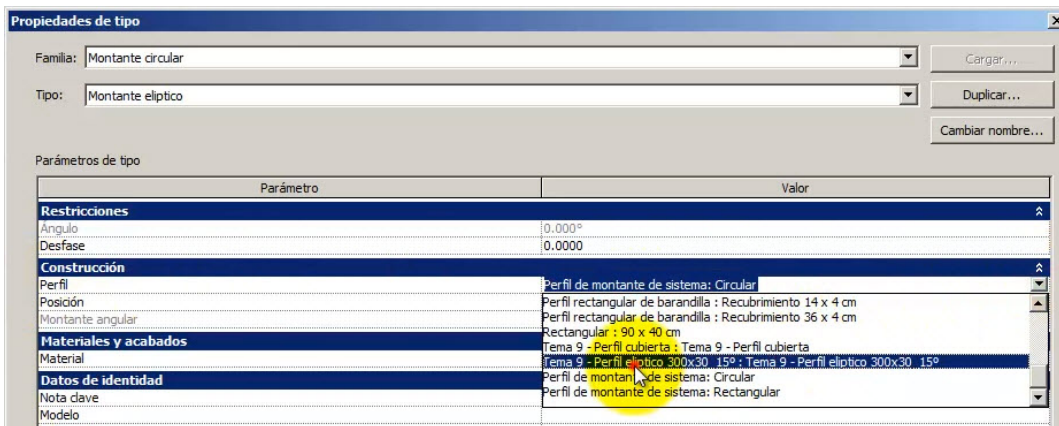 Propiedades de tipo
Familia: Montante circular Cargar...
Tipo: Montante eliptico Duplicar...
Cambiar nombre...
Parámetros de tipo
Parámetro Valor
Restricciones
Ángulo 0.000°
Desfase 0.0000
Construcción
Perfil Perfil de montante de sistema: Circular
Posición Perfil rectangular de barandilla : Recubrimiento 14 x 4 cm
Montante angular Perfil rectangular de barandilla : Recubrimiento 36 x 4 cm
Rectangular : 90 x 40 cm
Materiales y acabados Tema 9 - Perfil cubierta : Tema 9 - Perfil cubierta
Material Tema 9 - Perfil eliptico 300x30_15º : Tema 9 - Perfil eliptico 300x30_15º
Datos de identidad Perfil de montante de sistema: Circular
Nota clave Perfil de montante de sistema: Rectangular
Modelo